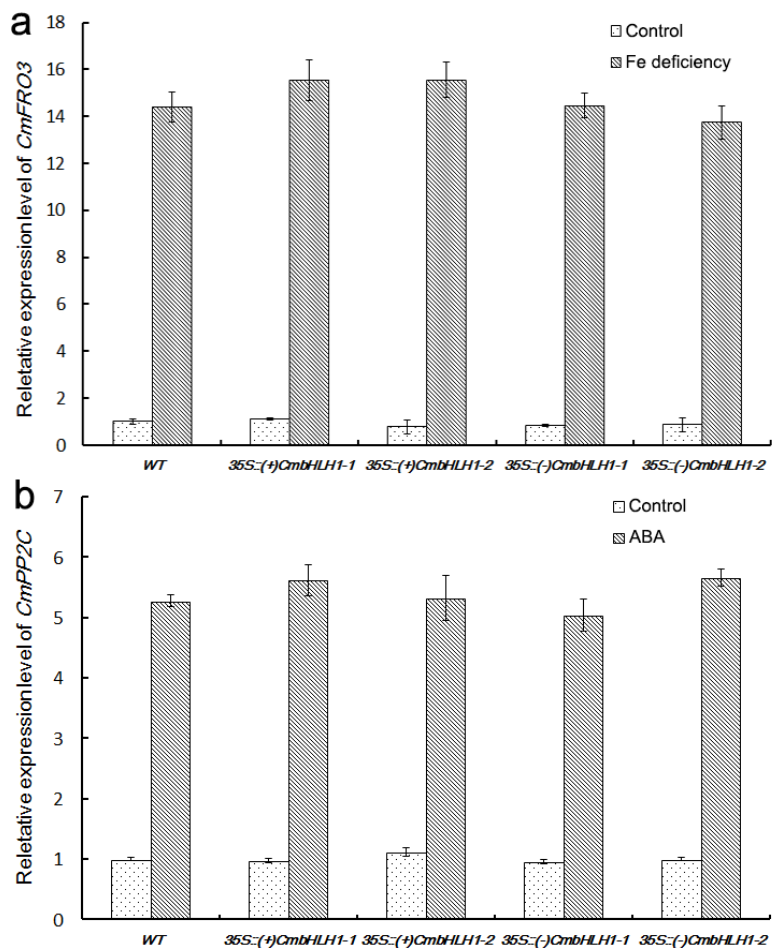 a
Reletative expression level of CmFRO3
18
16
14
12
10
8
6
4
2
0
Control
Fe deficiency
WT
35S::(+)CmbHLH1-1
35S::(+)CmbHLH1-2
35S::(-)CmbHLH1-1
35S::(-)CmbHLH1-2
b
Reletative expression level of CmPP2C
7
6
5
4
3
2
1
0
Control
ABA
WT
35S::(+)CmbHLH1-1
35S::(+)CmbHLH1-2
35S::(-)CmbHLH1-1
35S::(-)CmbHLH1-2